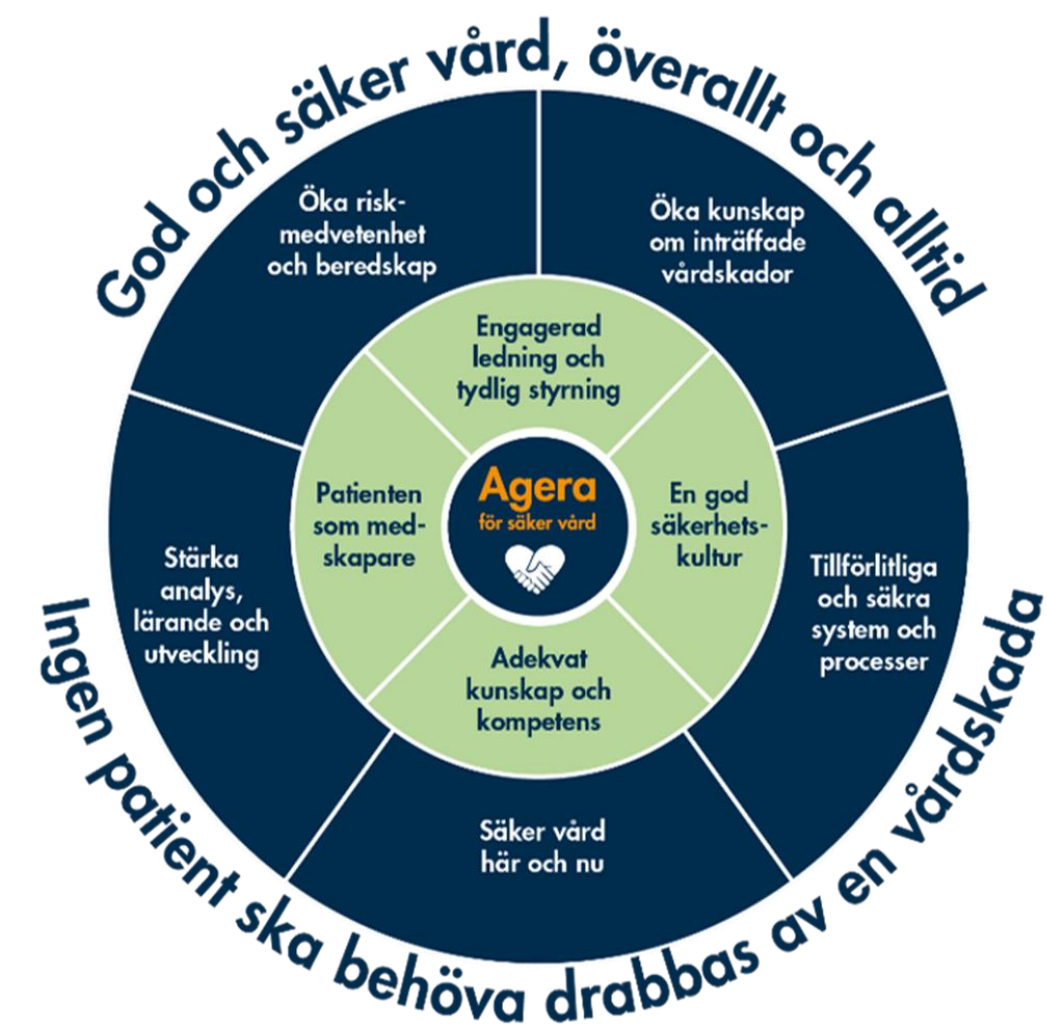 God och säker vård, överallt och alltid
Öka risk-
medvetenhet
och beredskap
Öka kunskap
om inträffade
vårdskador
Engagerad
ledning och
tydlig styrning
Patienten
som med-
skapare
Agera
för säker vård
En god
säkerhets-
kultur
Stärka
analys,
lärande och
utveckling
Tillförlitliga
och säkra
system och
processer
Adekvat
kunskap och
kompetens
Säker vård
här och nu
Ingen patient ska behöva drabbas av en vårdskada